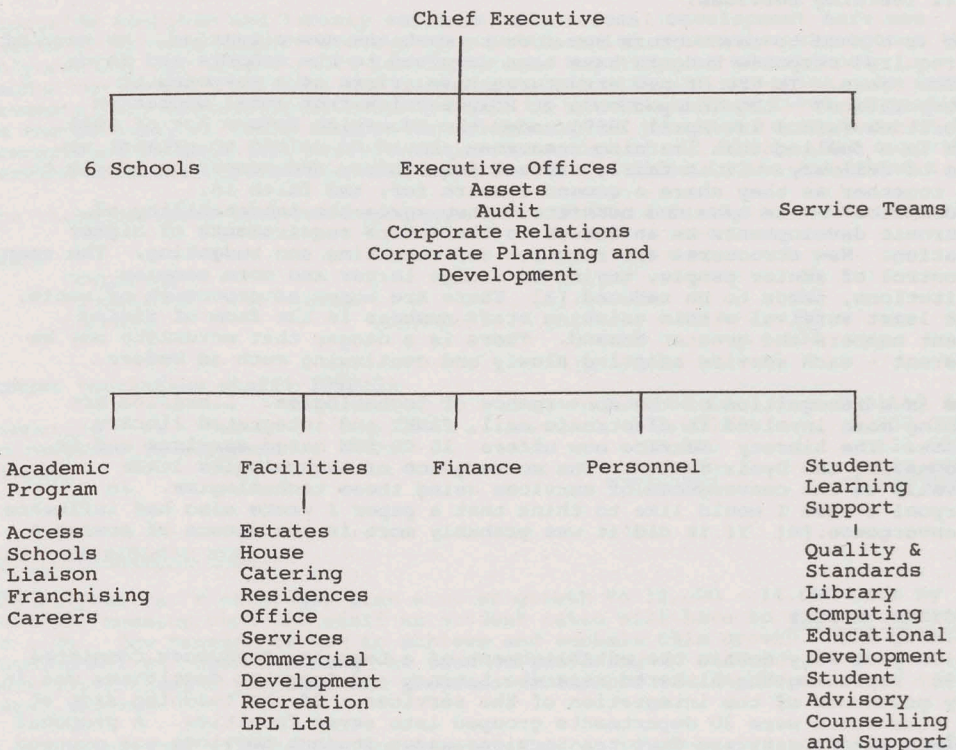 Chief Executive
6 Schools
Executive Offices
Assets
Audit
Corporate Relations
Corporate Planning and
Development
Service Teams
Academic
Program
Access
Schools
Liaison
Franchising
Careers
Facilities
Estates
House
Catering
Residences
Office
Services
Commercial
Development
Recreation
LPL Ltd
Finance
Personnel
Student
Learning
Support
Quality &
Standards
Library
Computing
Educational
Development
Student
Advisory
Counselling
and Support